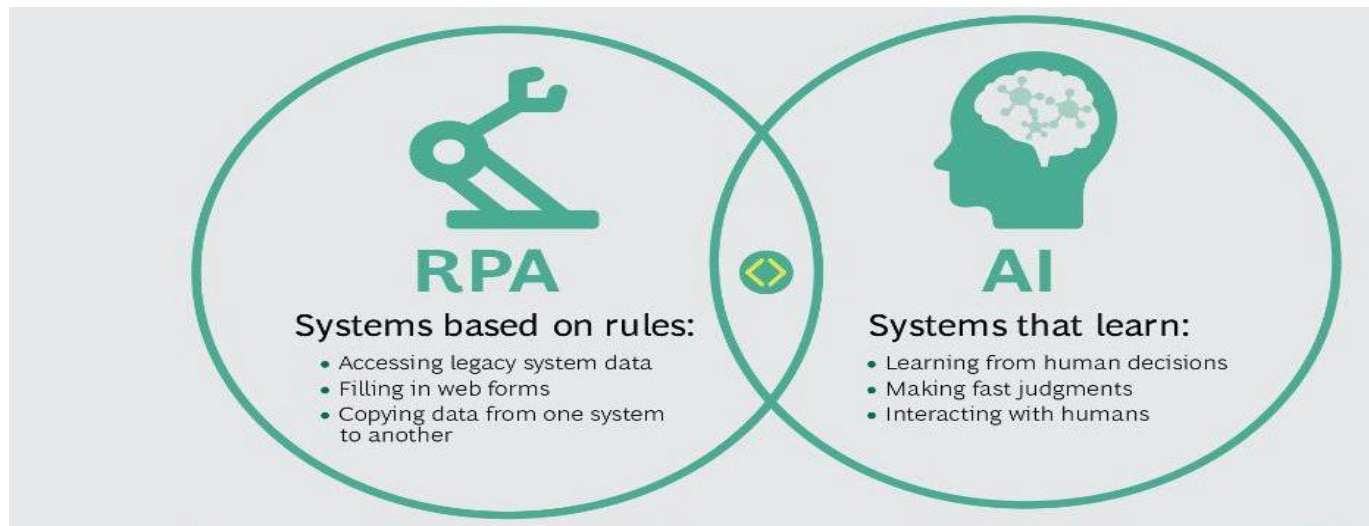 RPA
Systems based on rules:
• Accessing legacy system data
• Filling in web forms
• Copying data from one system
to another
AI
Systems that learn:
• Learning from human decisions
• Making fast judgments
• Interacting with humans